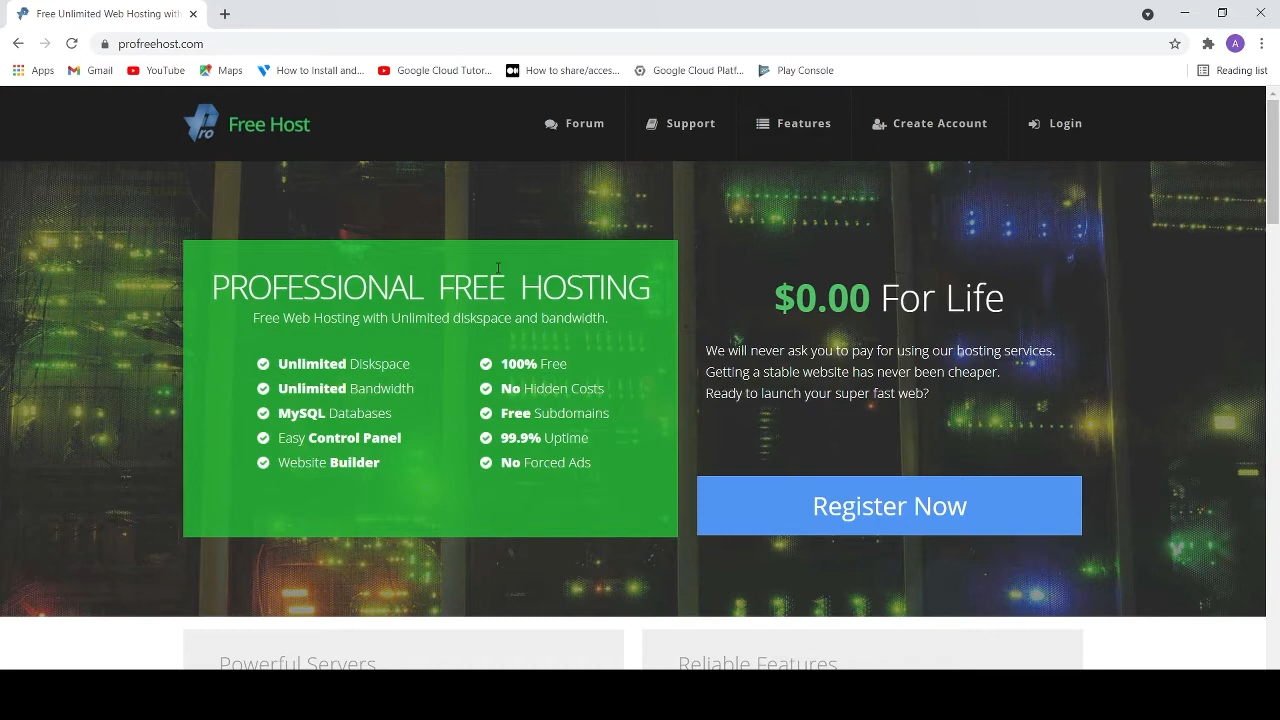 Free Unlimited Web Hosting with
profreehost.com
A
Apps Gmail YouTube Maps How to Install and... Google Cloud Tutor... How to share/acces... Google Cloud Platf... Play Console Reading list
Pro Free Host Forum Support Features Create Account Login
PROFESSIONAL FREE HOSTING
Free Web Hosting with Unlimited diskspace and bandwidth.
Unlimited Diskspace
Unlimited Bandwidth
MySQL Databases
Easy Control Panel
Website Builder
100% Free
No Hidden Costs
Free Subdomains
99.9% Uptime
No Forced Ads
$0.00 For Life
We will never ask you to pay for using our hosting services.
Getting a stable website has never been cheaper.
Ready to launch your super fast web?
Register Now
Powerful Servers
Reliable Features